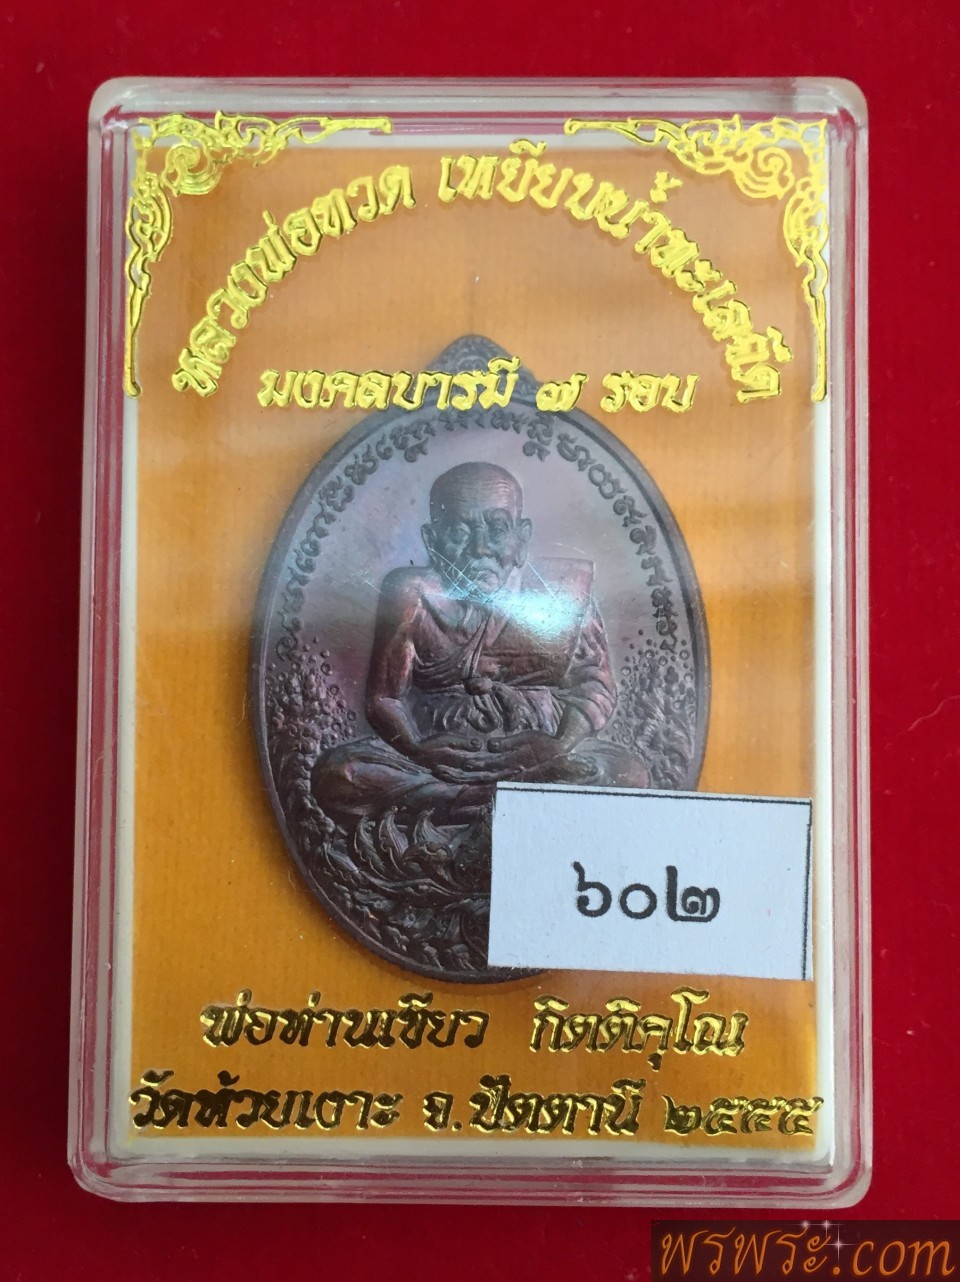 หลวงพ่อทวด เหยียบน้ำทะเลจืด
มงคลบารมี ๗ รอบ
๖๐๒
พ่อท่านเขียว กิตติคุโณ
วัดห้วยเงาะ จ.ปัตตานี ๒๕๕๕
พรพระ.com